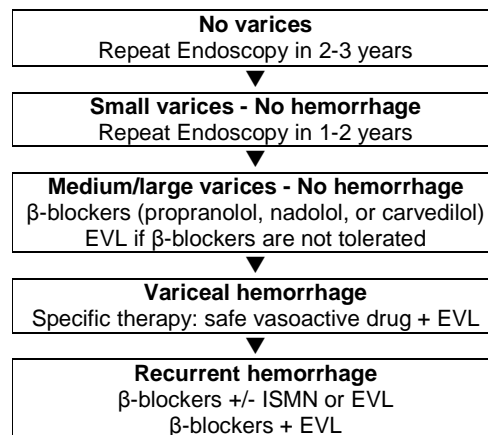 No varices
Repeat Endoscopy in 2-3 years
Small varices - No hemorrhage
Repeat Endoscopy in 1-2 years
Medium/large varices - No hemorrhage
β-blockers (propranolol, nadolol, or carvedilol)
EVL if β-blockers are not tolerated
Variceal hemorrhage
Specific therapy: safe vasoactive drug + EVL
Recurrent hemorrhage
β-blockers +/- ISMN or EVL
β-blockers + EVL